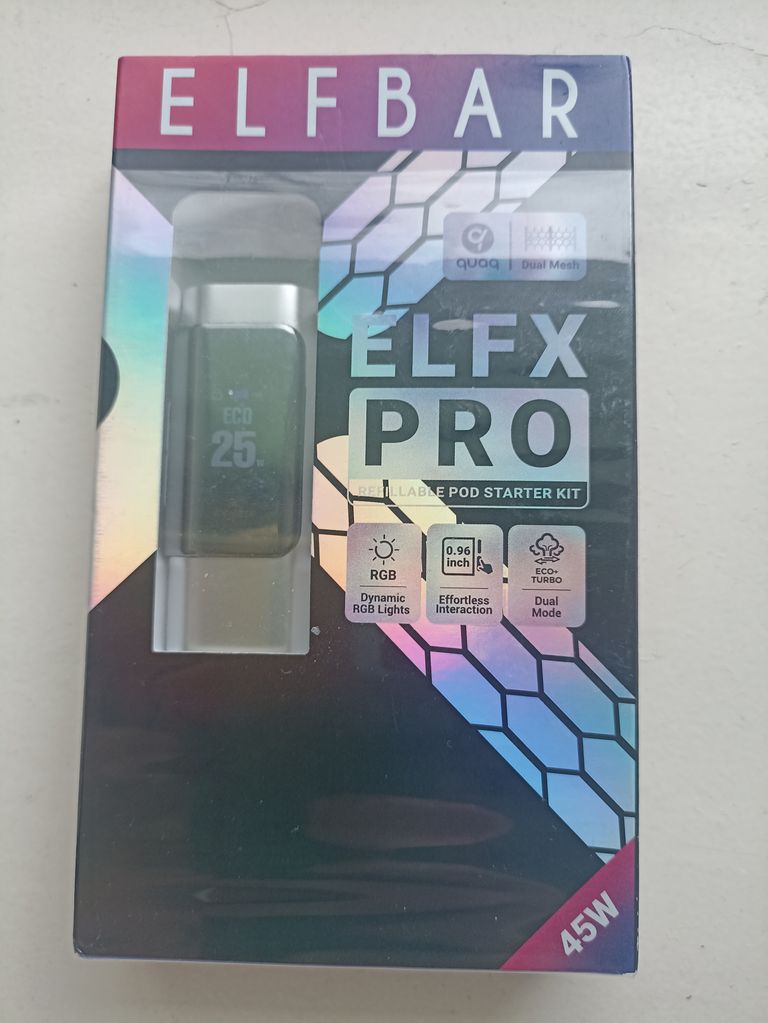 ELFBAR
quaq
Dual Mesh
ECO
25W
ELFX
PRO
REFILLABLE POD STARTER KIT
RGB
Dynamic
RGB Lights
0.96
inch
Effortless
Interaction
ECO+
TURBO
Dual
Mode
45W